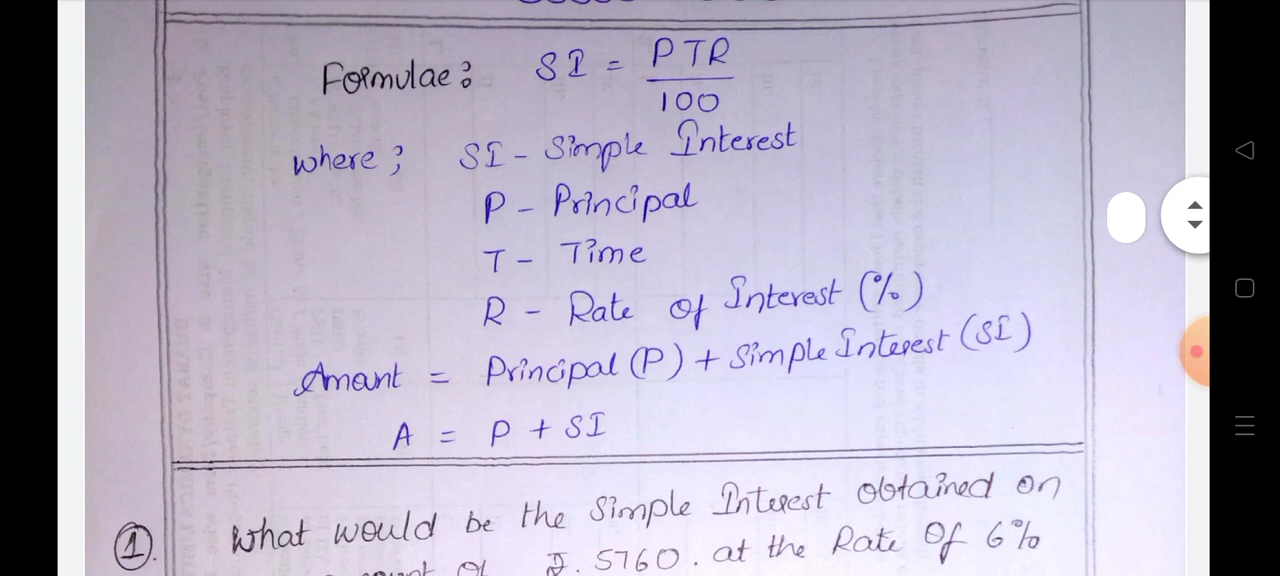 Formulae: SI = PTR
100
where; SI - Simple Interest
P - Principal
T - Time
R - Rate of Interest (%)
Amount = Principal (P) + Simple Interest (SI)
A = P + SI
① What would be the Simple Interest obtained on
of 5760. at the Rate Of 6%